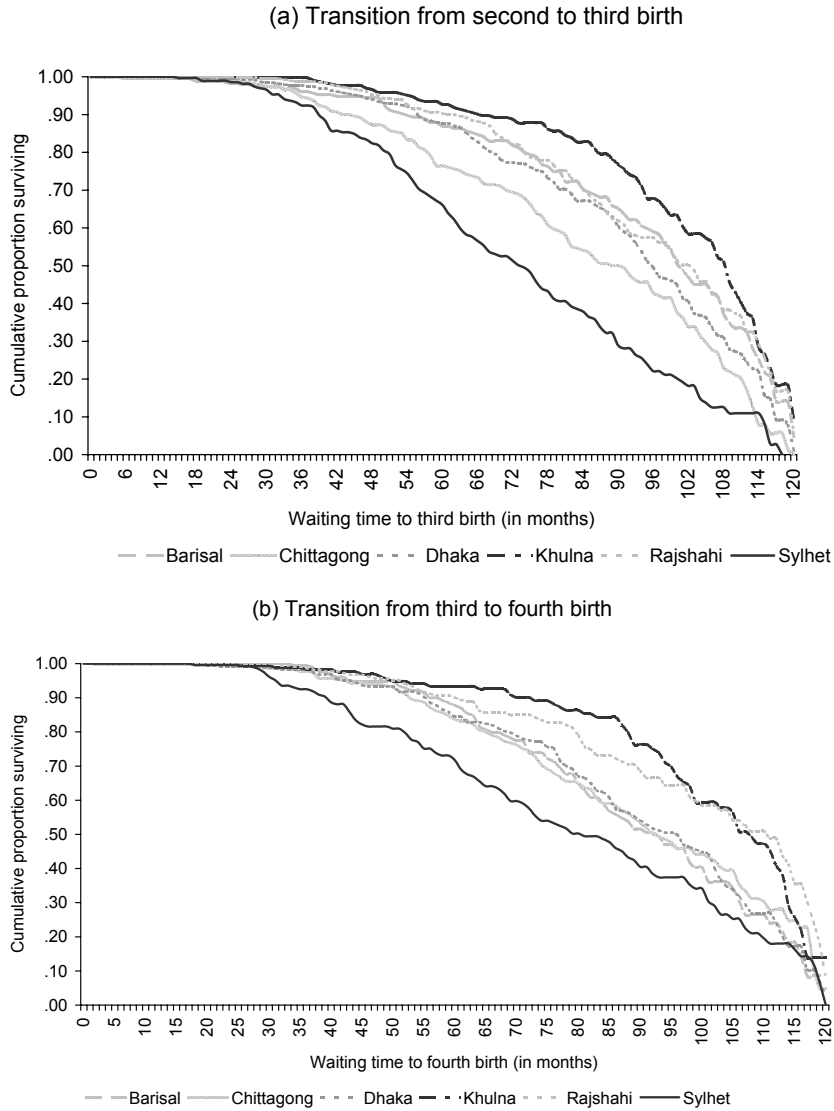 (a) Transition from second to third birth
1.00
.90
.80
.70
.60
.50
.40
.30
.20
.10
.00
Cumulative proportion surviving
0 6 12 18 24 30 36 42 48 54 60 66 72 78 84 90 96 102 108 114 120
Waiting time to third birth (in months)
Barisal Chittagong Dhaka Khulna Rajshahi Sylhet
(b) Transition from third to fourth birth
1.00
.90
.80
.70
.60
.50
.40
.30
.20
.10
.00
Cumulative proportion surviving
0 5 10 15 20 25 30 35 40 45 50 55 60 65 70 75 80 85 90 95 100 105 110 115 120
Waiting time to fourth birth (in months)
Barisal Chittagong Dhaka Khulna Rajshahi Sylhet